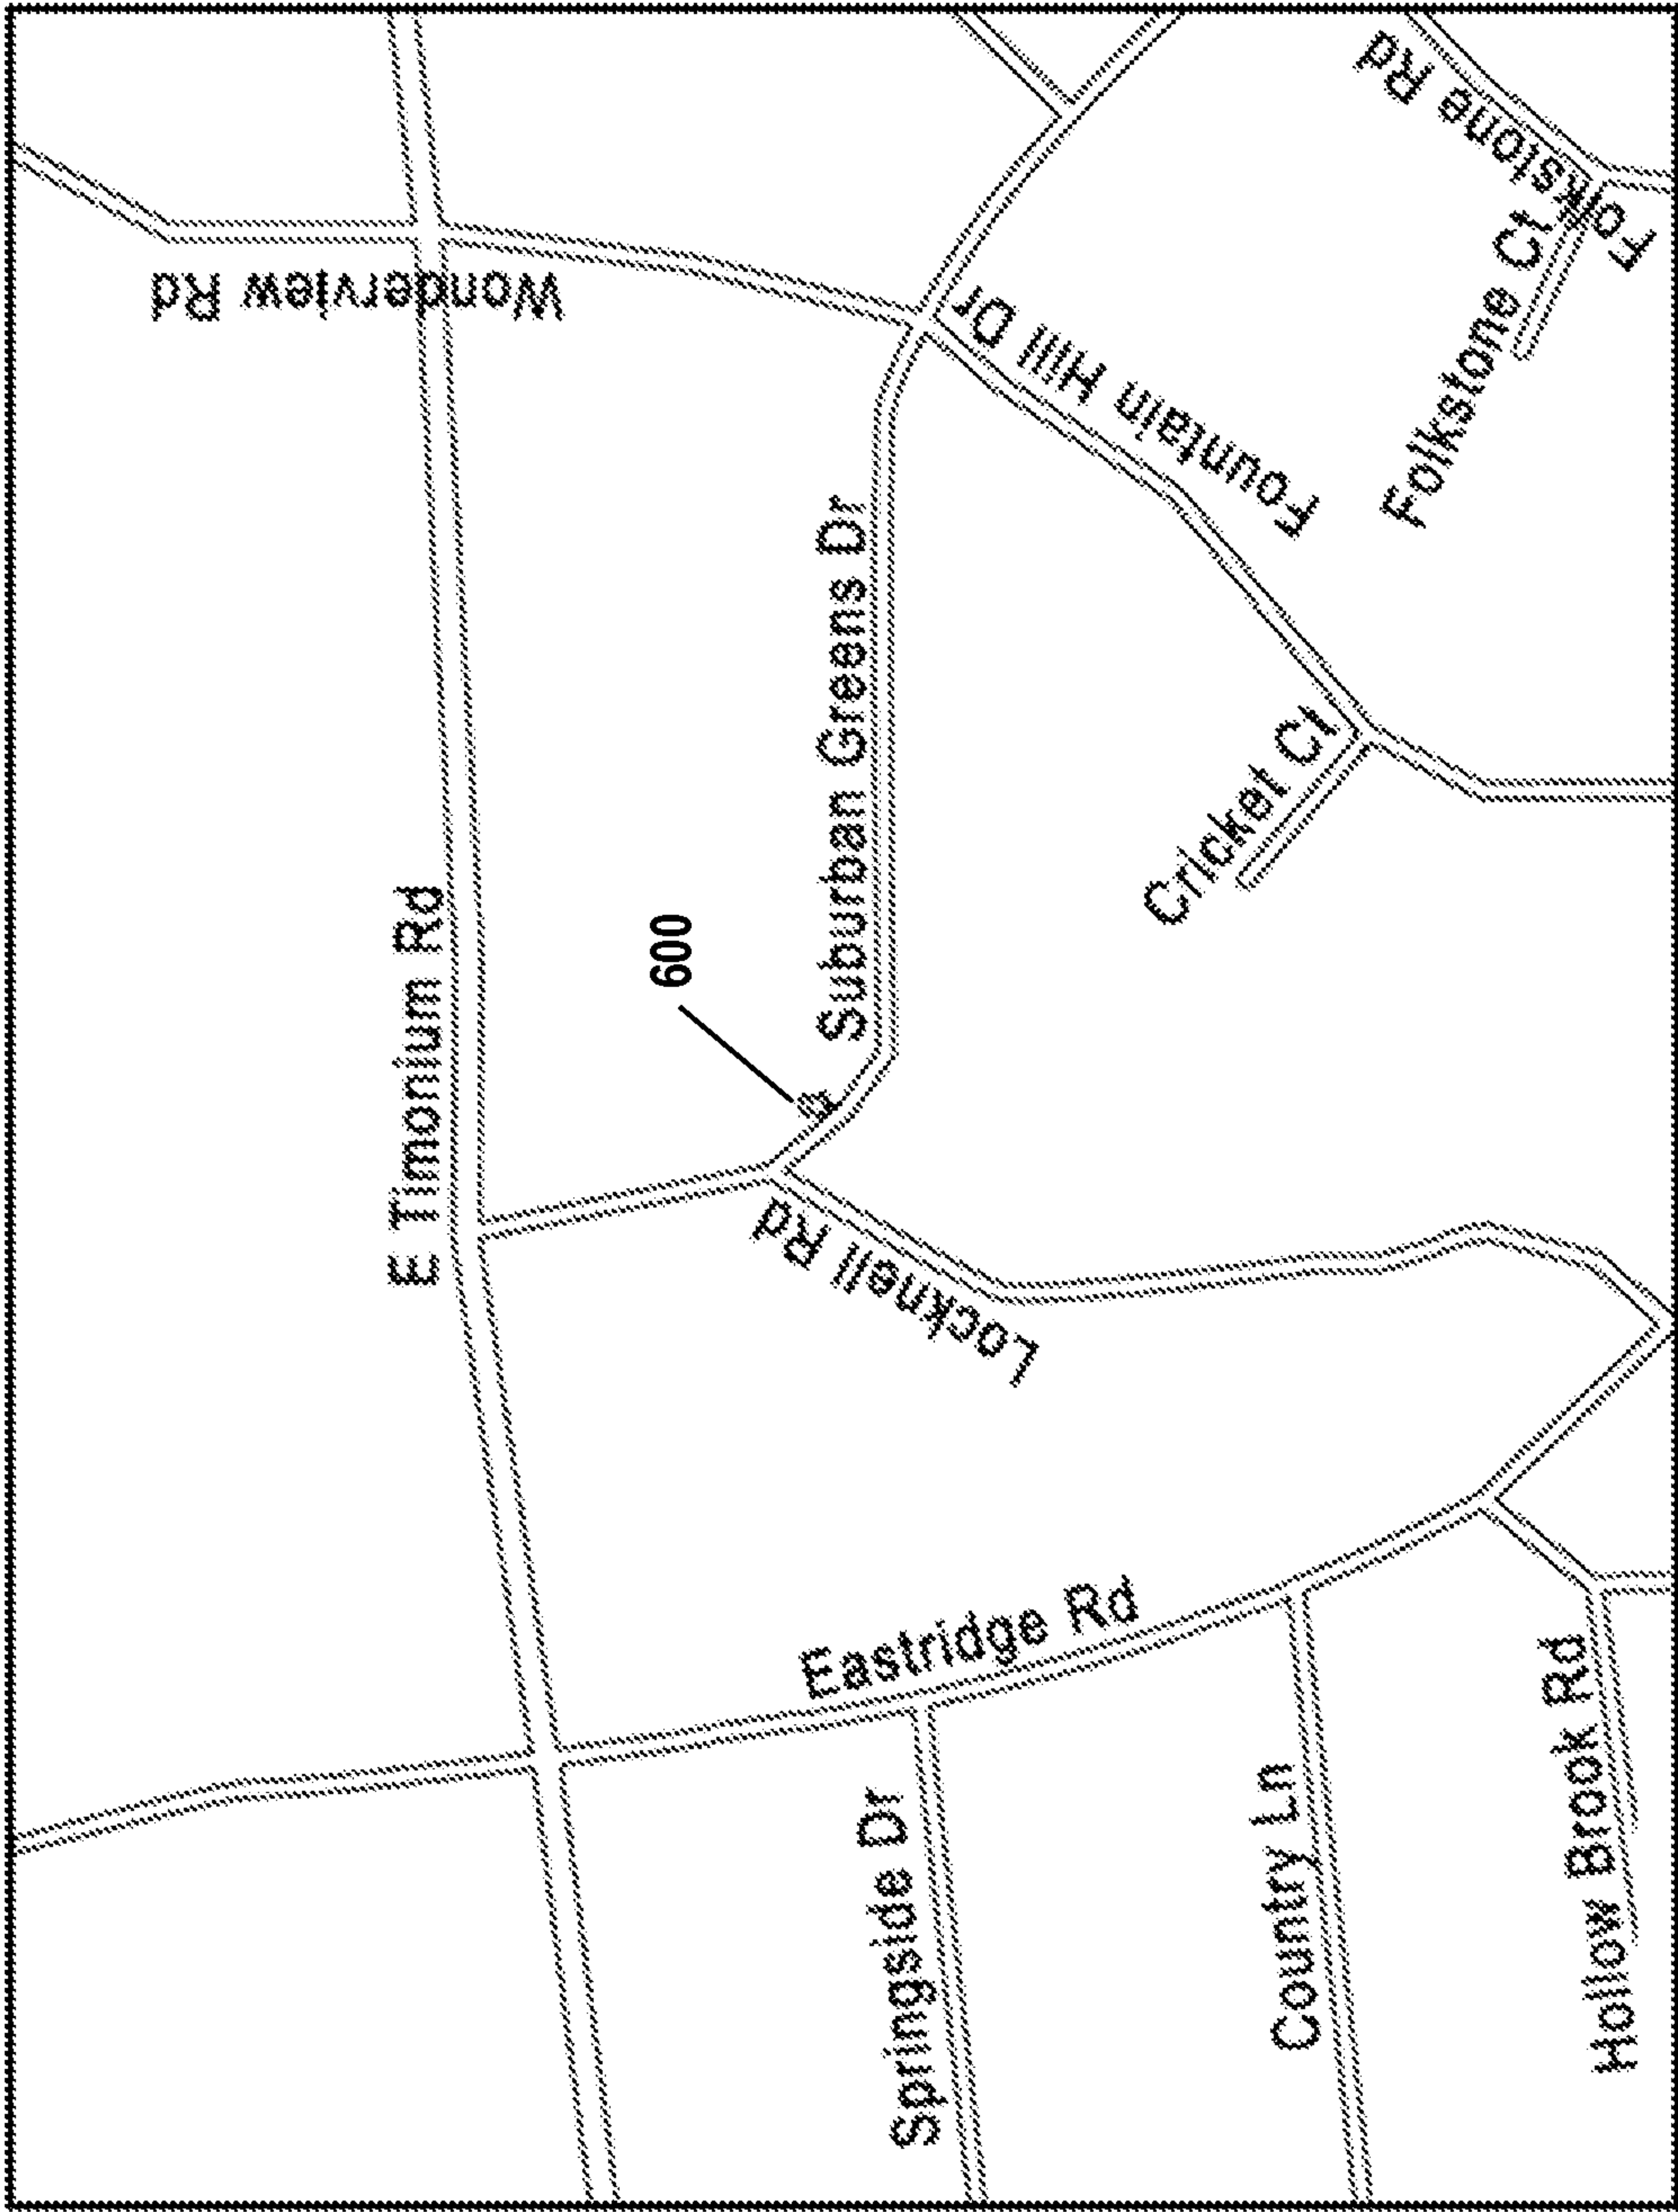 Wonderview Rd
E Timonium Rd
600
Suburban Greens Dr
Fountain Hill Dr
Folkstone Rd
Folkstone Ct
Cricket Ct
Locknell Rd
Eastridge Rd
Springside Dr
Country Ln
Hollow Brook Rd